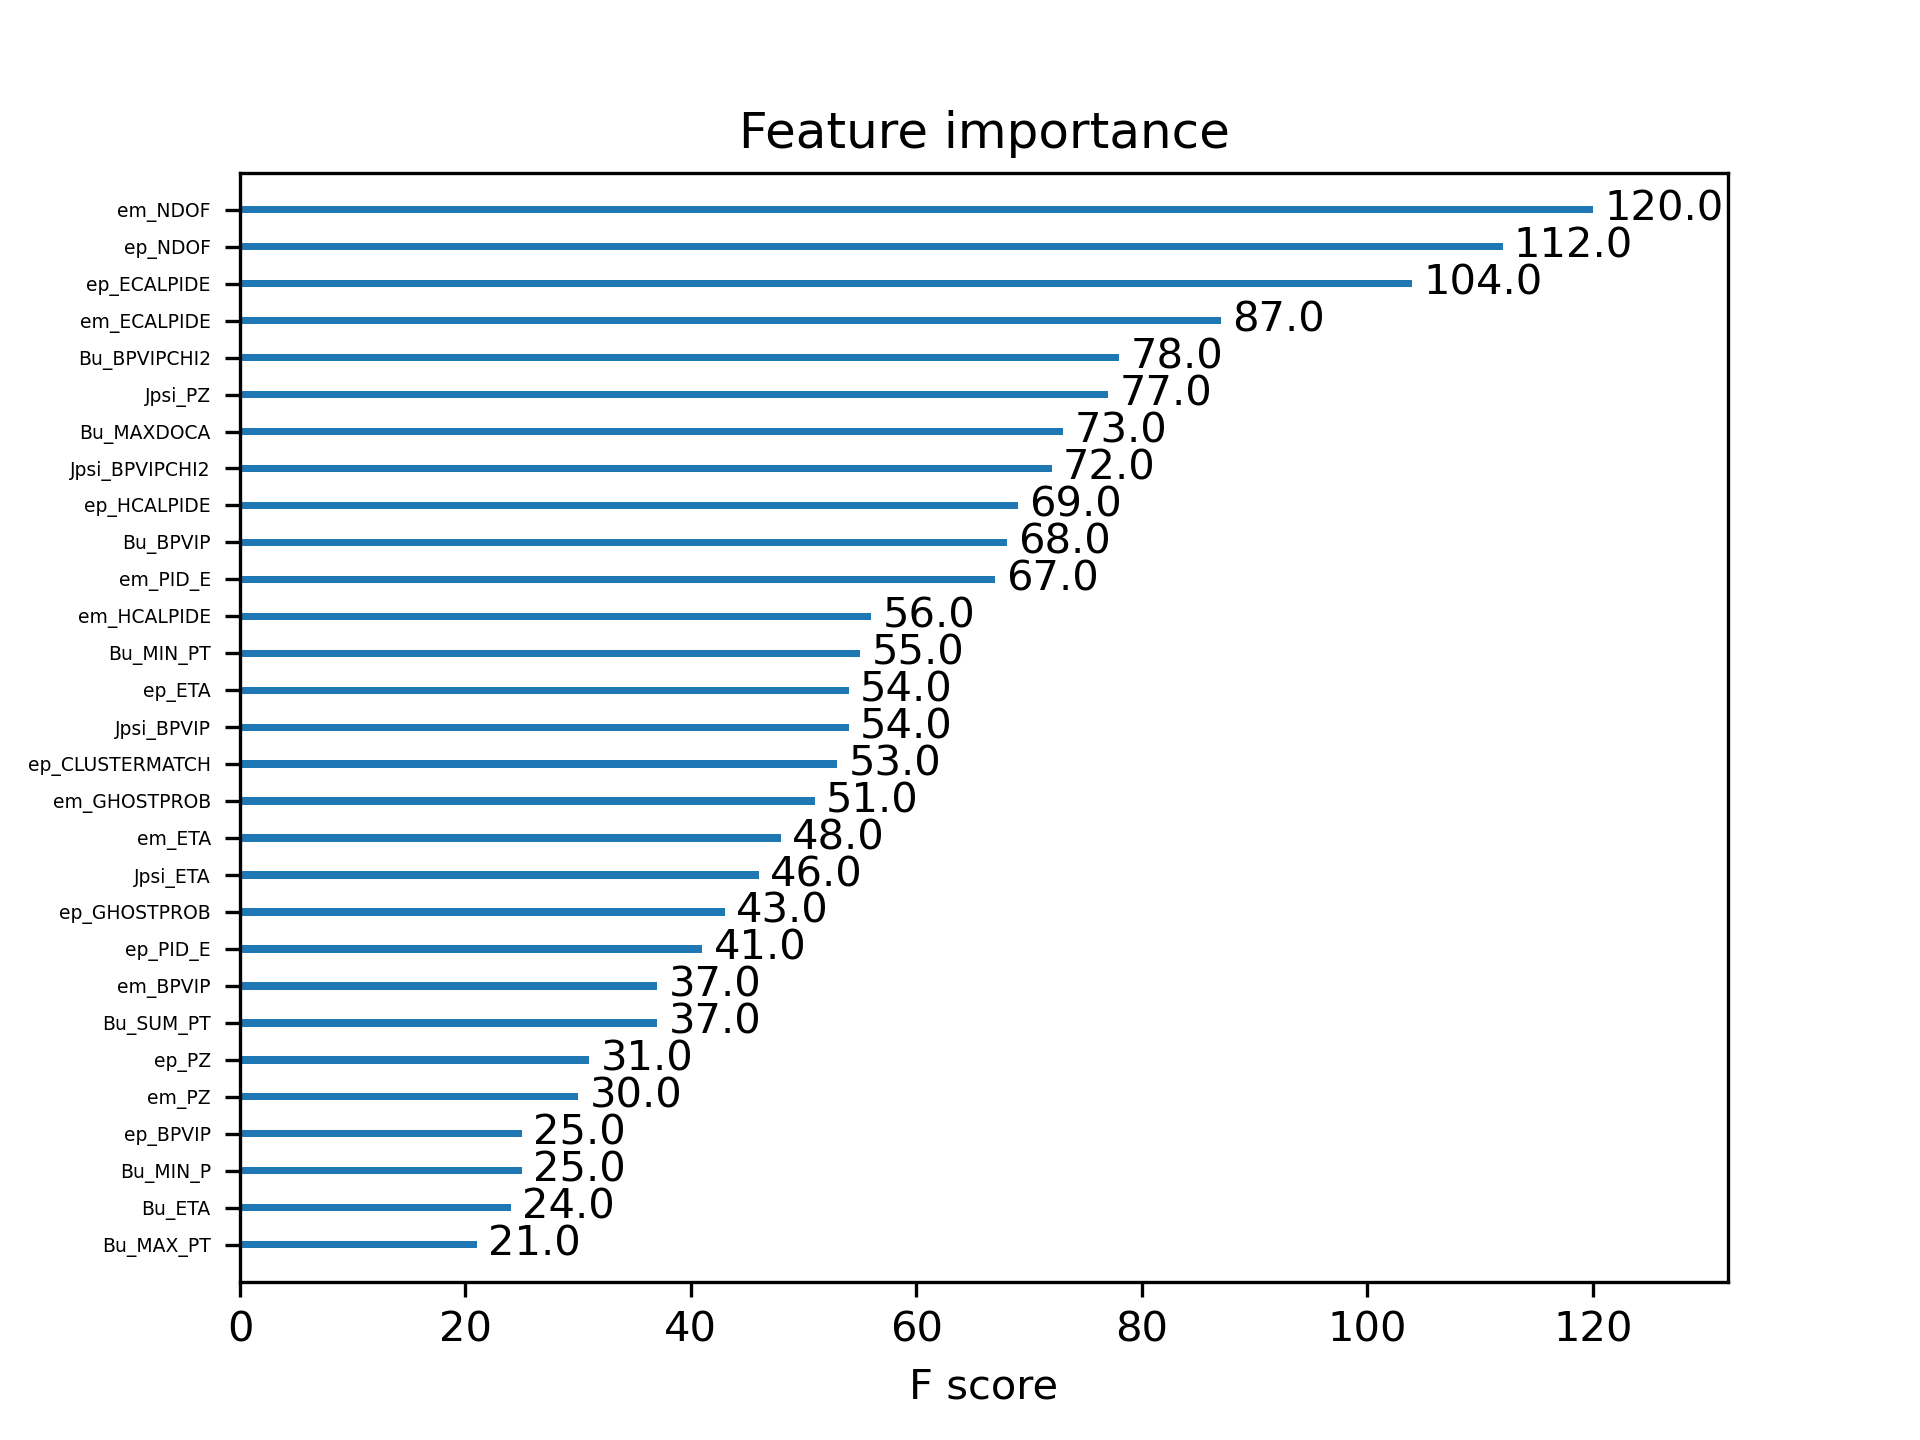 Feature importance
em_NDOF 120.0
ep_NDOF 112.0
ep_ECALPIDE 104.0
em_ECALPIDE 87.0
Bu_BPVIPCHI2 78.0
Jpsi_PZ 77.0
Bu_MAXDOCA 73.0
Jpsi_BPVIPCHI2 72.0
ep_HCALPIDE 69.0
Bu_BPVIP 68.0
em_PID_E 67.0
em_HCALPIDE 56.0
Bu_MIN_PT 55.0
ep_ETA 54.0
Jpsi_BPVIP 54.0
ep_CLUSTERMATCH 53.0
em_GHOSTPROB 51.0
em_ETA 48.0
Jpsi_ETA 46.0
ep_GHOSTPROB 43.0
ep_PID_E 41.0
em_BPVIP 37.0
Bu_SUM_PT 37.0
ep_PZ 31.0
em_PZ 30.0
ep_BPVIP 25.0
Bu_MIN_P 25.0
Bu_ETA 24.0
Bu_MAX_PT 21.0
0 20 40 60 80 100 120
F score